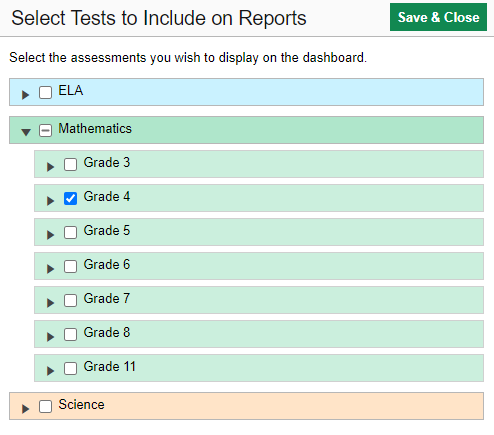 Select Tests to Include on Reports
Save & Close
Select the assessments you wish to display on the dashboard.
ELA
Mathematics
Grade 3
Grade 4
Grade 5
Grade 6
Grade 7
Grade 8
Grade 11
Science